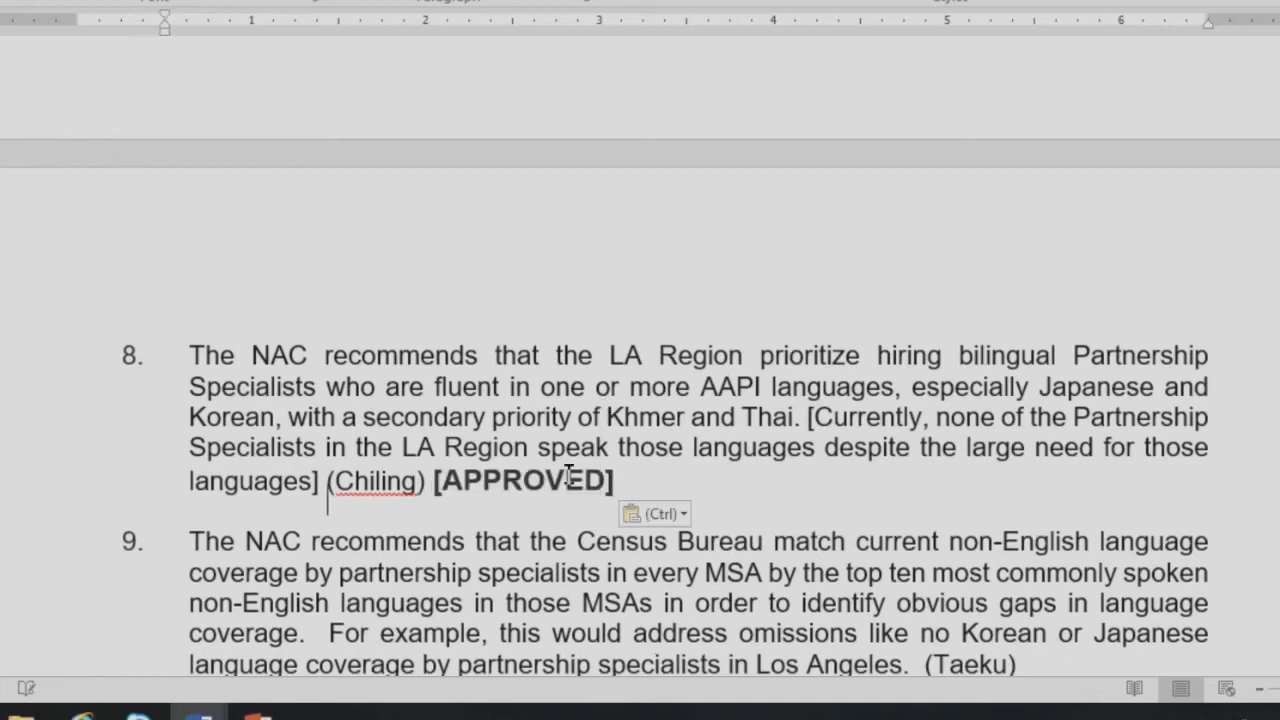 1 2 3 4 5 6
8. The NAC recommends that the LA Region prioritize hiring bilingual Partnership
Specialists who are fluent in one or more AAPI languages, especially Japanese and
Korean, with a secondary priority of Khmer and Thai. [Currently, none of the Partnership
Specialists in the LA Region speak those languages despite the large need for those
languages] (Chiling) [APPROVED]
(Ctrl)
9. The NAC recommends that the Census Bureau match current non-English language
coverage by partnership specialists in every MSA by the top ten most commonly spoken
non-English languages in those MSAs in order to identify obvious gaps in language
coverage.  For example, this would address omissions like no Korean or Japanese
language coverage by partnership specialists in Los Angeles.  (Taeku)